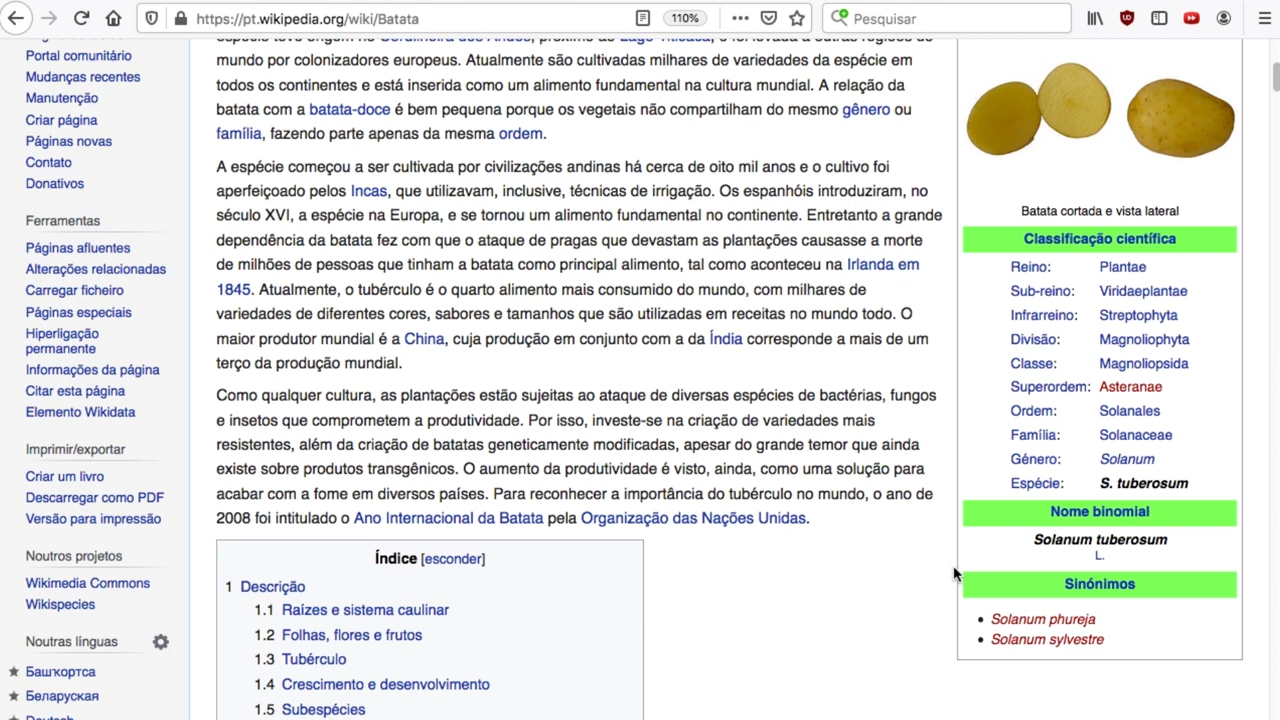 https://pt.wikipedia.org/wiki/Batata
110%
Pesquisar
Portal comunitário
Mudanças recentes
Manutenção
Criar página
Páginas novas
Contato
Donativos
Ferramentas
Páginas afluentes
Alterações relacionadas
Carregar ficheiro
Páginas especiais
Hiperligação
permanente
Informações da página
Citar esta página
Elemento Wikidata
Imprimir/exportar
Criar um livro
Descarregar como PDF
Versão para impressão
Noutros projetos
Wikimedia Commons
Wikispecies
Noutras línguas
Башҡортса
Беларуская
Deutsch
espécie teve origem no Cordilheira dos Andes, próximo ao Lago Titicaca, e foi levada a outras regiões do
mundo por colonizadores europeus. Atualmente são cultivadas milhares de variedades da espécie em
todos os continentes e está inserida como um alimento fundamental na cultura mundial. A relação da
batata com a batata-doce é bem pequena porque os vegetais não compartilham do mesmo gênero ou
família, fazendo parte apenas da mesma ordem.
A espécie começou a ser cultivada por civilizações andinas há cerca de oito mil anos e o cultivo foi
aperfeiçoado pelos Incas, que utilizavam, inclusive, técnicas de irrigação. Os espanhóis introduziram, no
século XVI, a espécie na Europa, e se tornou um alimento fundamental no continente. Entretanto a grande
dependência da batata fez com que o ataque de pragas que devastam as plantações causasse a morte
de milhões de pessoas que tinham a batata como principal alimento, tal como aconteceu na Irlanda em
1845. Atualmente, o tubérculo é o quarto alimento mais consumido do mundo, com milhares de
variedades de diferentes cores, sabores e tamanhos que são utilizadas em receitas no mundo todo. O
maior produtor mundial é a China, cuja produção em conjunto com a da Índia corresponde a mais de um
terço da produção mundial.
Como qualquer cultura, as plantações estão sujeitas ao ataque de diversas espécies de bactérias, fungos
e insetos que comprometem a produtividade. Por isso, investe-se na criação de variedades mais
resistentes, além da criação de batatas geneticamente modificadas, apesar do grande temor que ainda
existe sobre produtos transgênicos. O aumento da produtividade é visto, ainda, como uma solução para
acabar com a fome em diversos países. Para reconhecer a importância do tubérculo no mundo, o ano de
2008 foi intitulado o Ano Internacional da Batata pela Organização das Nações Unidas.
Índice [esconder]
1 Descrição
1.1 Raízes e sistema caulinar
1.2 Folhas, flores e frutos
1.3 Tubérculo
1.4 Crescimento e desenvolvimento
1.5 Subespécies
Batata cortada e vista lateral
Classificação científica
Reino: Plantae
Sub-reino: Viridaeplantae
Infrarreino: Streptophyta
Divisão: Magnoliophyta
Classe: Magnoliopsida
Superordem: Asteranae
Ordem: Solanales
Família: Solanaceae
Género: Solanum
Espécie: S. tuberosum
Nome binomial
Solanum tuberosum
L.
Sinónimos
Solanum phureja
Solanum sylvestre